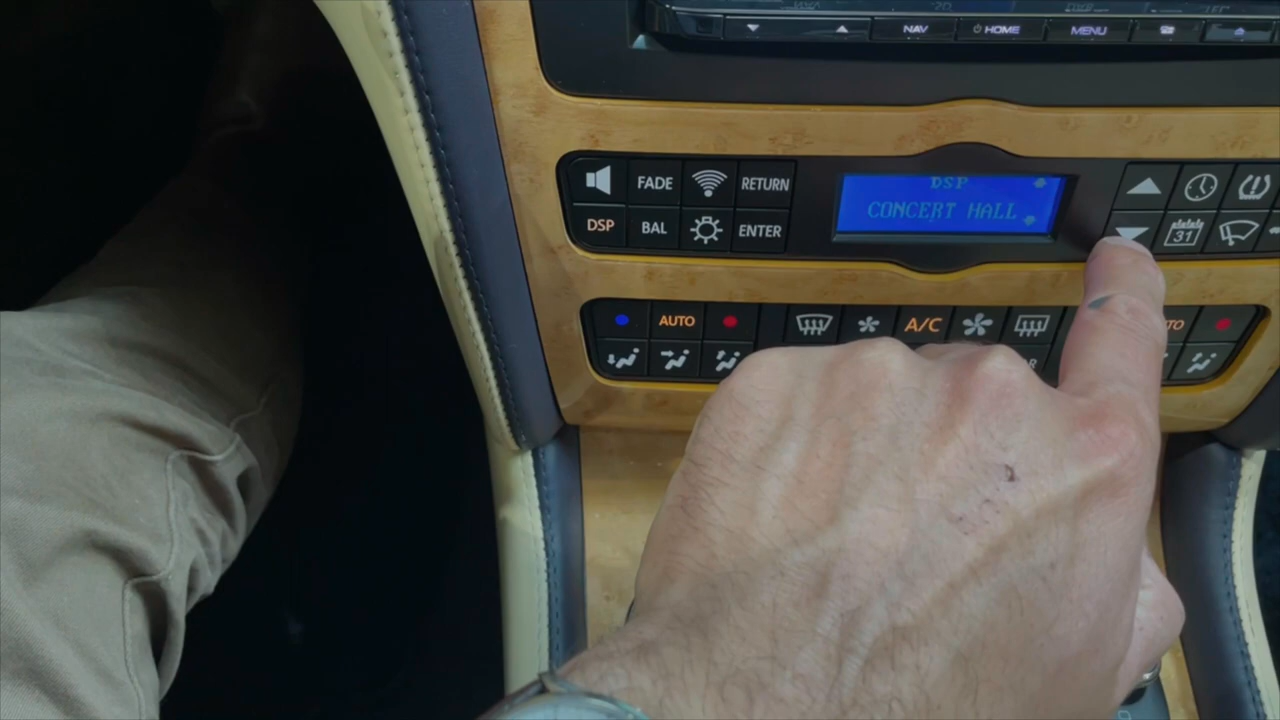 NAV HOME MENU
FADE RETURN
DSP BAL ENTER
DSP
CONCERT HALL
31
AUTO A/C